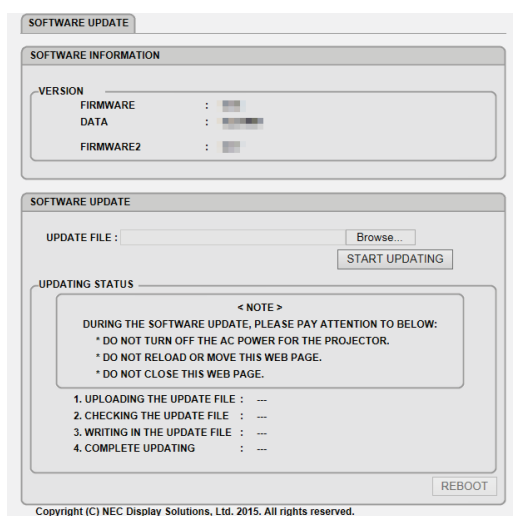 SOFTWARE UPDATE
SOFTWARE INFORMATION
VERSION
FIRMWARE :
DATA :
FIRMWARE2 :
SOFTWARE UPDATE
UPDATE FILE : Browse...
START UPDATING
UPDATING STATUS
< NOTE >
DURING THE SOFTWARE UPDATE, PLEASE PAY ATTENTION TO BELOW:
* DO NOT TURN OFF THE AC POWER FOR THE PROJECTOR.
* DO NOT RELOAD OR MOVE THIS WEB PAGE.
* DO NOT CLOSE THIS WEB PAGE.
1. UPLOADING THE UPDATE FILE : ---
2. CHECKING THE UPDATE FILE : ---
3. WRITING IN THE UPDATE FILE : ---
4. COMPLETE UPDATING : ---
REBOOT
Copyright (C) NEC Display Solutions, Ltd. 2015. All rights reserved.